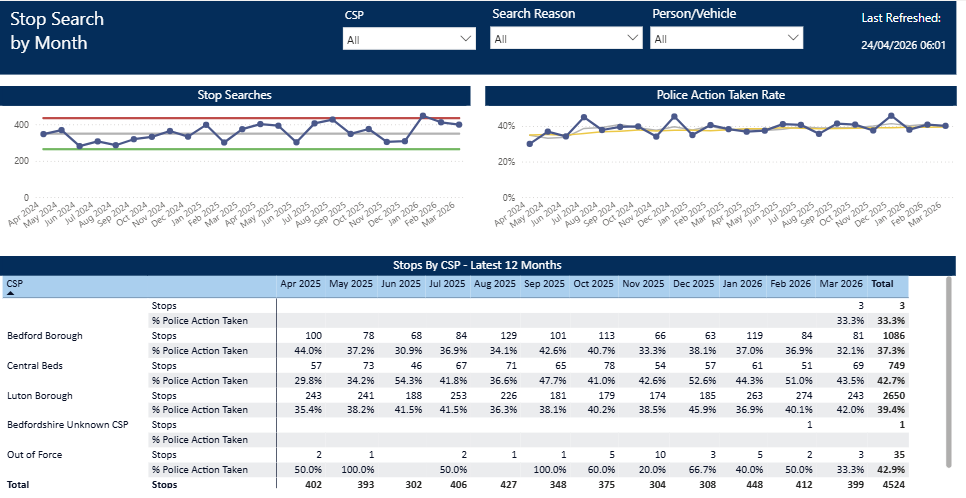 Stop Search
by Month
CSP
All
Search Reason
All
Person/Vehicle
All
Last Refreshed:
24/04/2026 06:01
Stop Searches
400
200
0
Apr 2024 May 2024 Jun 2024 Jul 2024 Aug 2024 Sep 2024 Oct 2024 Nov 2024 Dec 2024 Jan 2025 Feb 2025 Mar 2025 Apr 2025 May 2025 Jun 2025 Jul 2025 Aug 2025 Sep 2025 Oct 2025 Nov 2025 Dec 2025 Jan 2026 Feb 2026 Mar 2026
Police Action Taken Rate
40%
20%
0%
Apr 2024 May 2024 Jun 2024 Jul 2024 Aug 2024 Sep 2024 Oct 2024 Nov 2024 Dec 2024 Jan 2025 Feb 2025 Mar 2025 Apr 2025 May 2025 Jun 2025 Jul 2025 Aug 2025 Sep 2025 Oct 2025 Nov 2025 Dec 2025 Jan 2026 Feb 2026 Mar 2026
Stops By CSP - Latest 12 Months
CSP Apr 2025 May 2025 Jun 2025 Jul 2025 Aug 2025 Sep 2025 Oct 2025 Nov 2025 Dec 2025 Jan 2026 Feb 2026 Mar 2026 Total
Stops 3 3
% Police Action Taken 33.3% 33.3%
Bedford Borough Stops 100 78 68 84 129 101 113 66 63 119 84 81 1086
% Police Action Taken 44.0% 37.2% 30.9% 36.9% 34.1% 42.6% 40.7% 33.3% 38.1% 37.0% 36.9% 32.1% 37.3%
Central Beds Stops 57 73 46 67 71 65 78 54 57 61 51 69 749
% Police Action Taken 29.8% 34.2% 54.3% 41.8% 36.6% 47.7% 41.0% 42.6% 52.6% 44.3% 51.0% 43.5% 42.7%
Luton Borough Stops 243 241 188 253 226 181 179 174 185 263 274 243 2650
% Police Action Taken 35.4% 38.2% 41.5% 41.5% 36.3% 38.1% 40.2% 38.5% 45.9% 36.9% 40.1% 42.0% 39.4%
Bedfordshire Unknown CSP Stops 1 1
% Police Action Taken
Out of Force Stops 2 1 2 1 1 5 10 3 5 2 3 35
% Police Action Taken 50.0% 100.0% 50.0% 100.0% 60.0% 20.0% 66.7% 40.0% 50.0% 33.3% 42.9%
Total Stops 402 393 302 406 427 348 375 304 308 448 412 399 4524